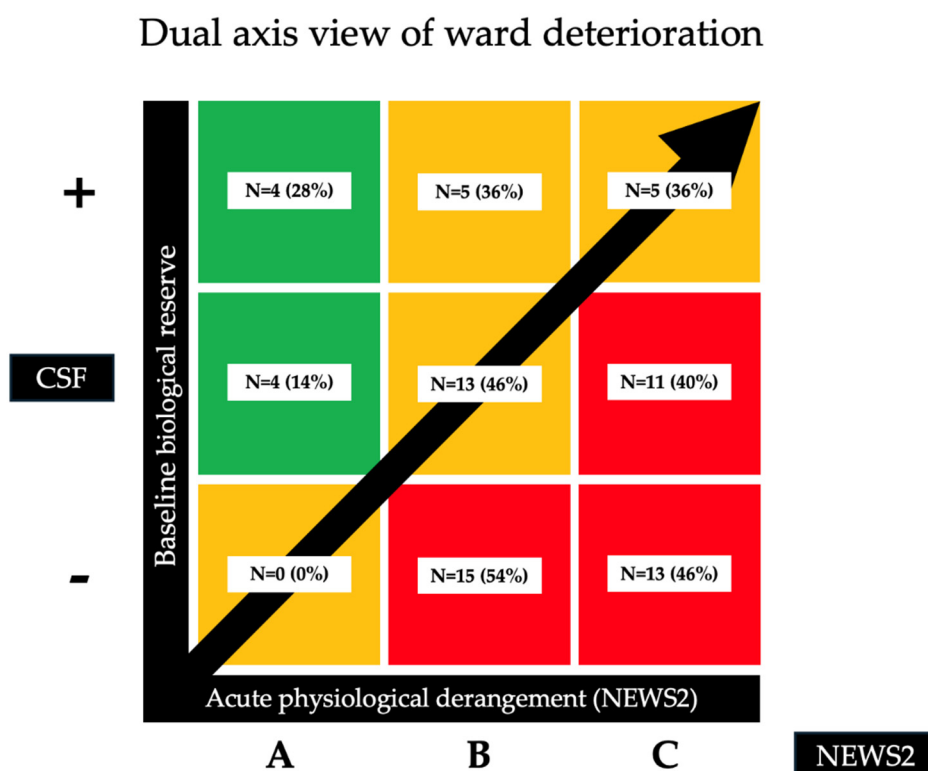 Dual axis view of ward deterioration
+
N=4 (28%)
N=5 (36%)
N=5 (36%)
Baseline biological reserve
CSF
N=4 (14%)
N=13 (46%)
N=11 (40%)
-
N=0 (0%)
N=15 (54%)
N=13 (46%)
Acute physiological derangement (NEWS2)
A
B
C
NEWS2